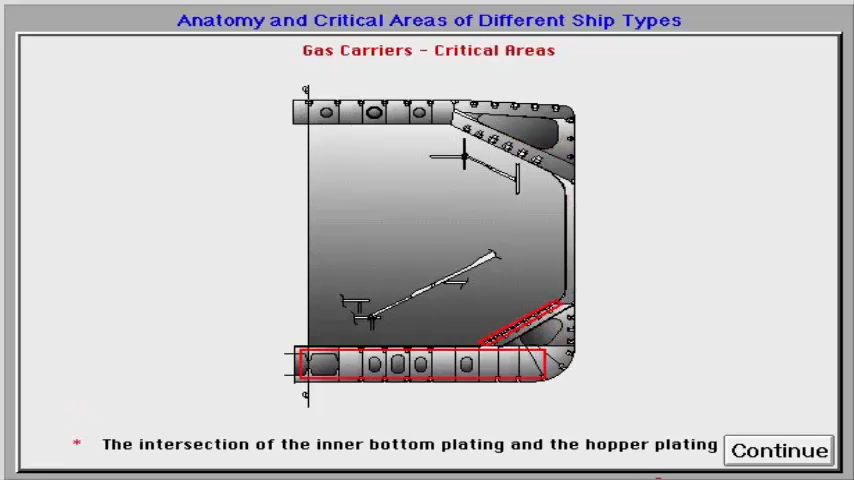 Anatomy and Critical Areas of Different Ship Types
Gas Carriers - Critical Areas
* The intersection of the inner bottom plating and the hopper plating
Continue